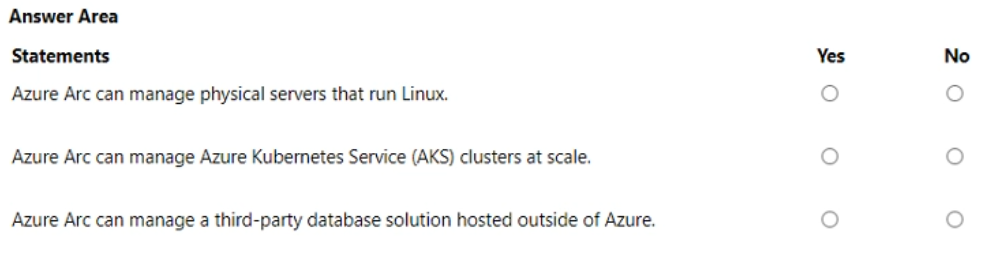 Answer Area
Statements Yes No
Azure Arc can manage physical servers that run Linux.
Azure Arc can manage Azure Kubernetes Service (AKS) clusters at scale.
Azure Arc can manage a third-party database solution hosted outside of Azure.